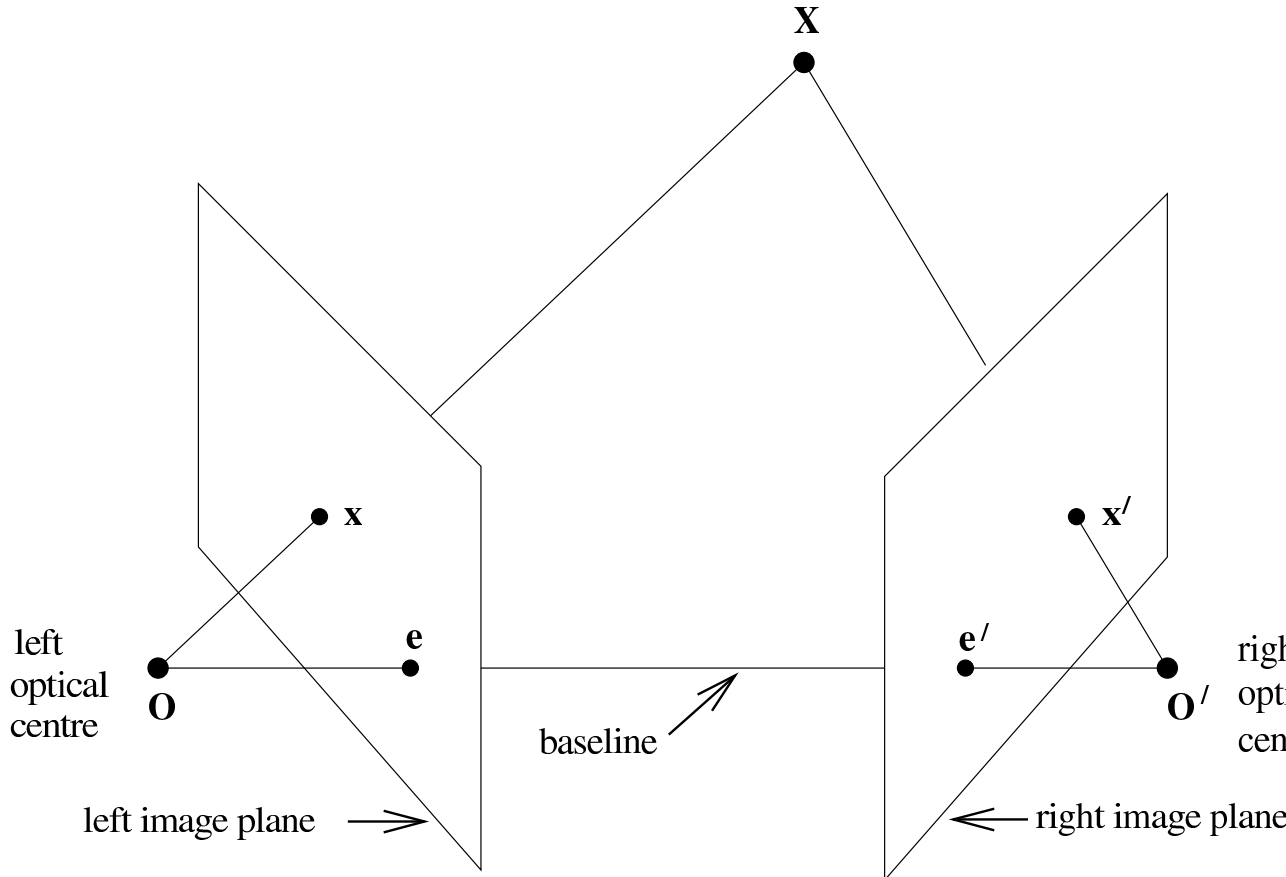 X
x
x/
left
optical
centre
O
e
e/
O/
baseline
left image plane
right image plane